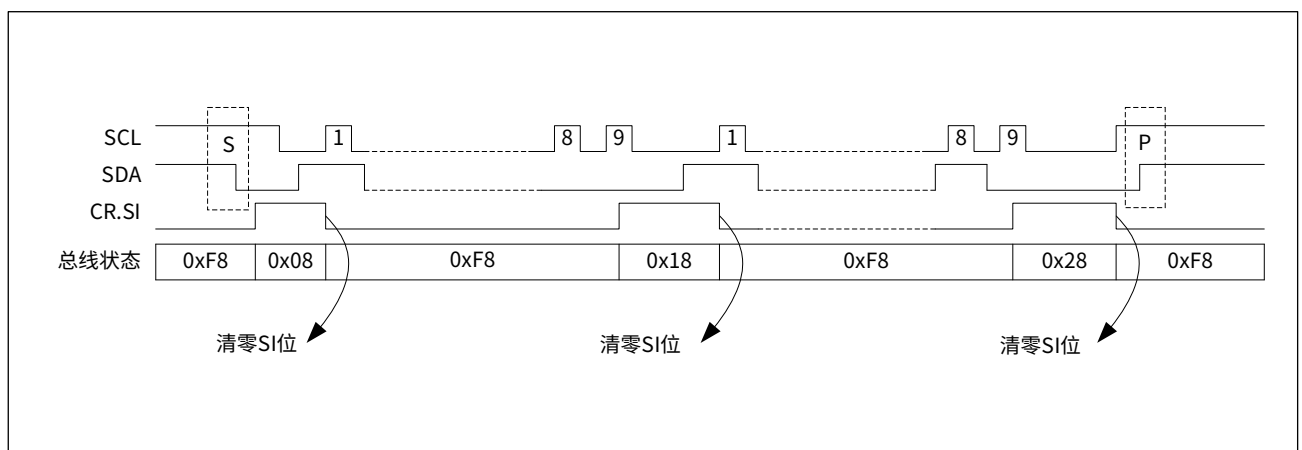 SCL S 1 8 9 1 8 9 P
SDA
CR.SI
总线状态 0xF8 0x08 0xF8 0x18 0xF8 0x28 0xF8
清零SI位 清零SI位 清零SI位